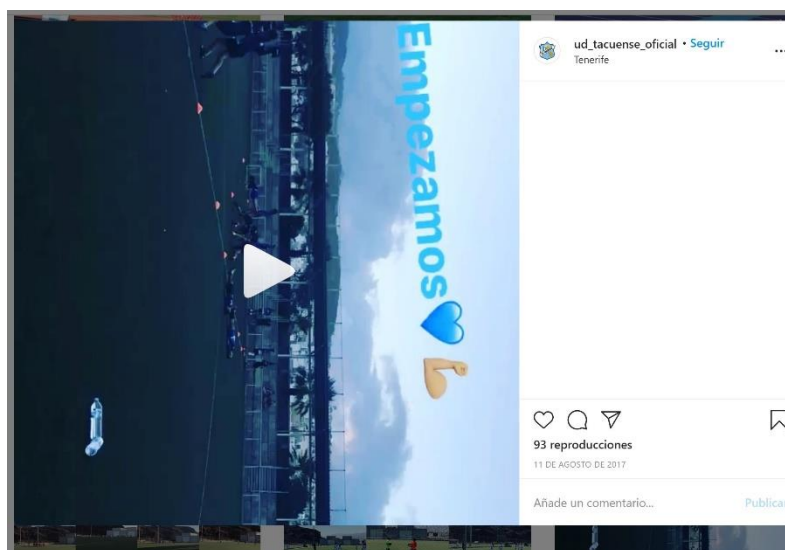 Empezamos
ud_tacuense_oficial • Seguir
Tenerife
93 reproducciones
11 DE AGOSTO DE 2017
Añade un comentario...
Publicar